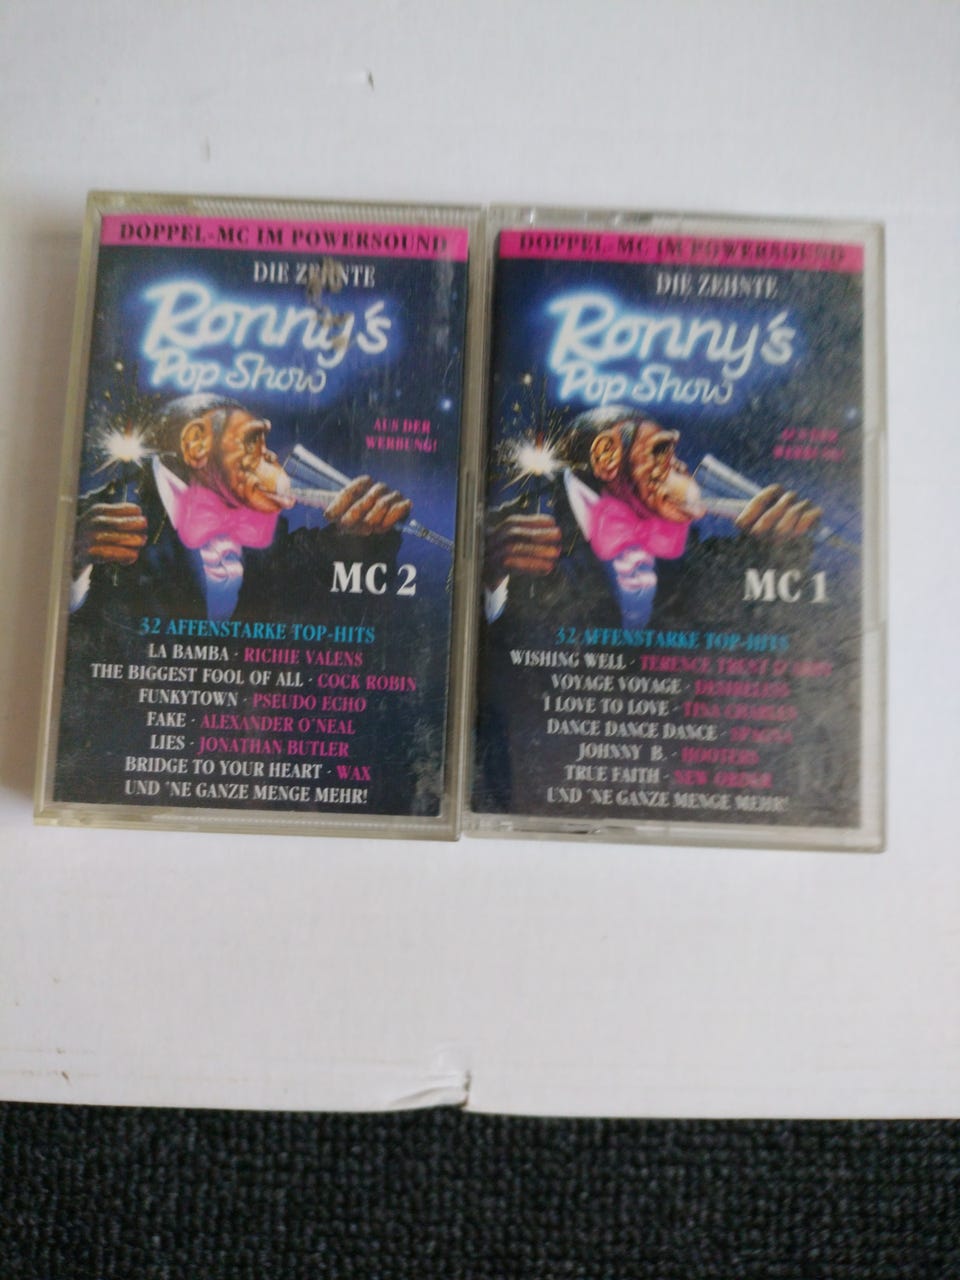 DOPPEL-MC IM POWERSOUND
DIE ZEHNTE
Ronny's
Pop Show
AUS DER
WERBUNG!
MC 2
32 AFFENSTARKE TOP-HITS
LA BAMBA · RICHIE VALENS
THE BIGGEST FOOL OF ALL · COCK ROBIN
FUNKYTOWN · PSEUDO ECHO
FAKE · ALEXANDER O'NEAL
LIES · JONATHAN BUTLER
BRIDGE TO YOUR HEART · WAX
UND 'NE GANZE MENGE MEHR!
DOPPEL-MC IM POWERSOUND
DIE ZEHNTE
Ronny's
Pop Show
AUS DER
WERBUNG!
MC 1
32 AFFENSTARKE TOP-HITS
WISHING WELL · TERENCE TRENT D'ARBY
VOYAGE VOYAGE · DESIRELESS
I LOVE TO LOVE · TINA CHARLES
DANCE DANCE DANCE · SPAGNA
JOHNNY B. · HOOTERS
TRUE FAITH · NEW ORDER
UND 'NE GANZE MENGE MEHR!